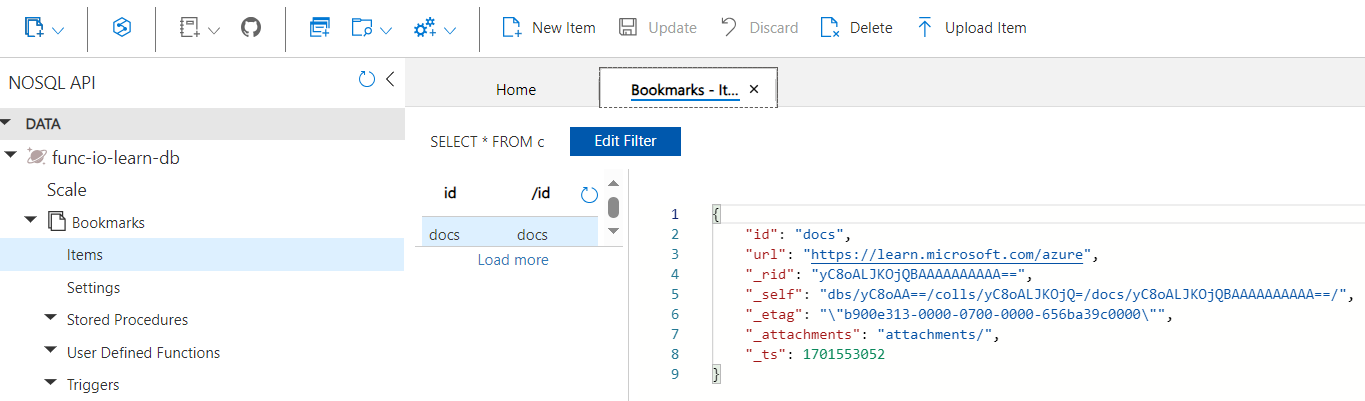 New Item Update Discard Delete Upload Item
NOSQL API
Home Bookmarks - It...
DATA
SELECT * FROM c Edit Filter
func-io-learn-db
Scale
id /id
Bookmarks
docs docs
Items
Load more
Settings
Stored Procedures
User Defined Functions
Triggers
1 {
2 "id": "docs",
3 "url": "https://learn.microsoft.com/azure",
4 "_rid": "yC8oALJKOjQBAAAAAAAAAA==",
5 "_self": "dbs/yC8oAA==/colls/yC8oALJKOjQ=/docs/yC8oALJKOjQBAAAAAAAAAA==/",
6 "_etag": "\"b900e313-0000-0700-0000-656ba39c0000\"",
7 "_attachments": "attachments/",
8 "_ts": 1701553052
9 }